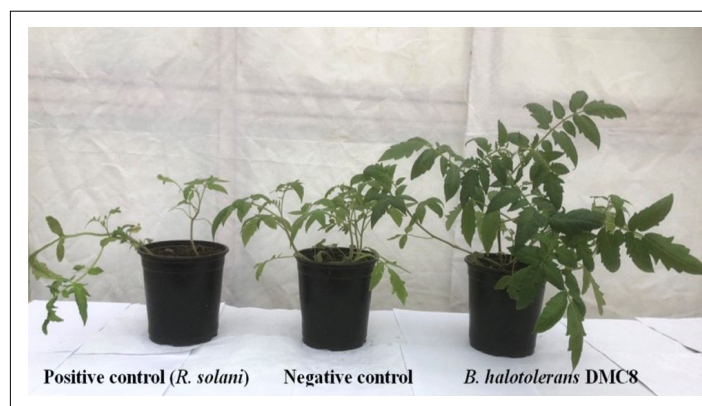 Positive control (R. solani) Negative control B. halotolerans DMC8